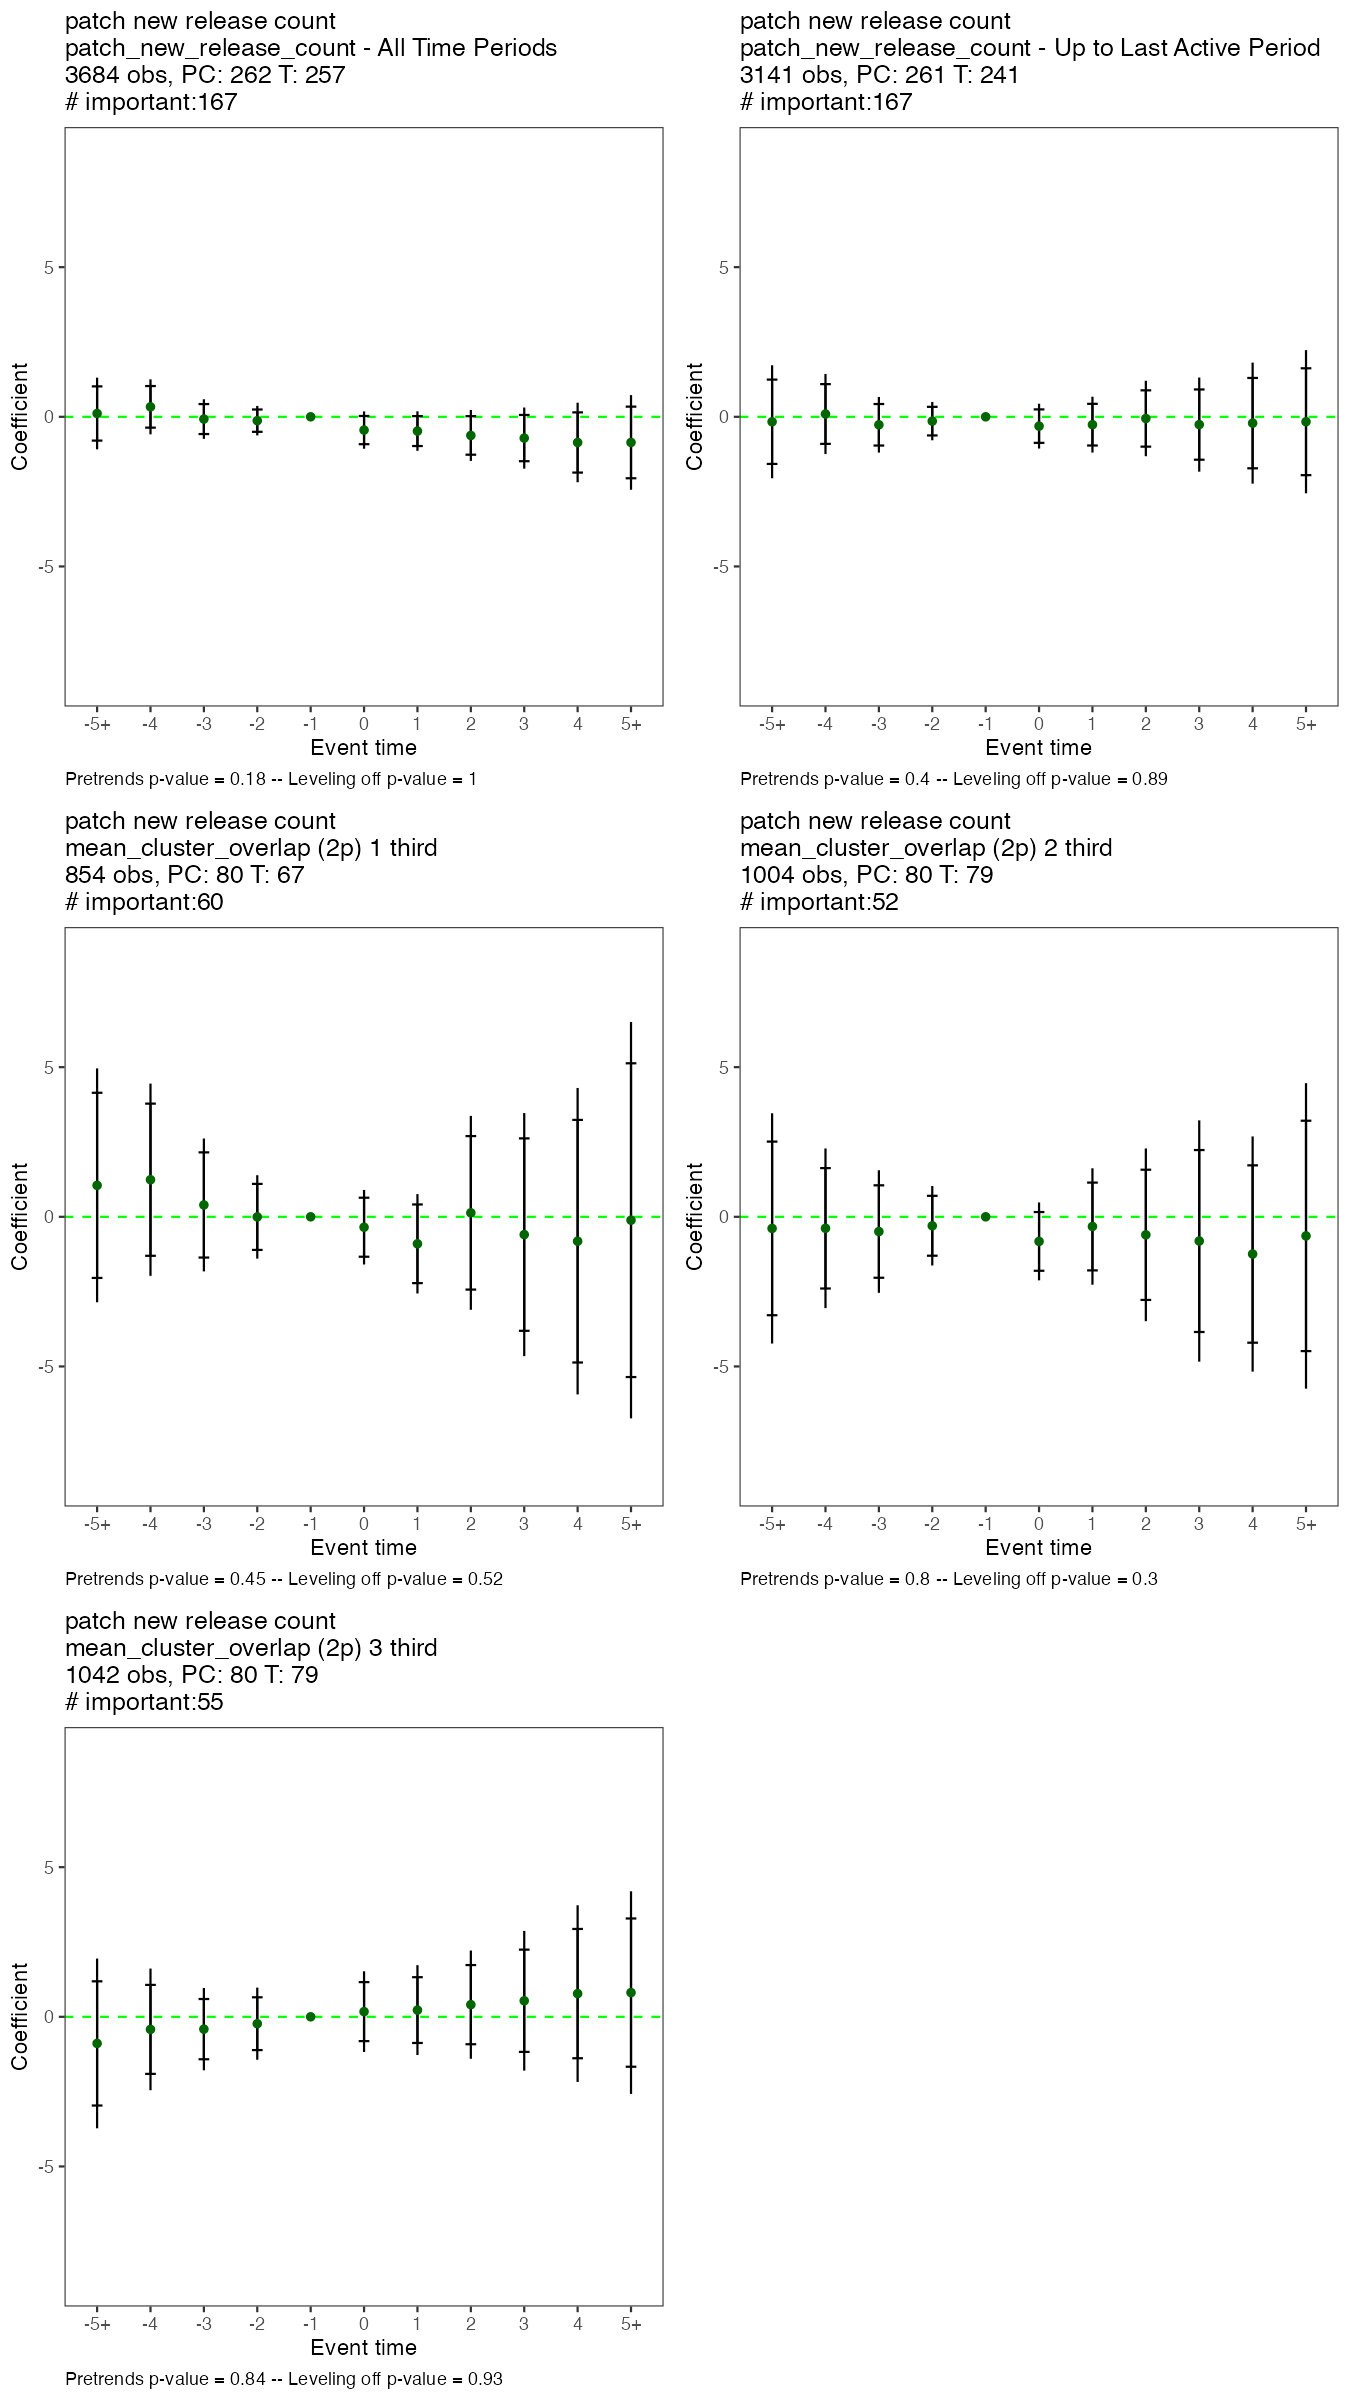 patch new release count
patch_new_release_count - All Time Periods
3684 obs, PC: 262 T: 257
# important:167
5
0
-5
Coefficient
-5+ -4 -3 -2 -1 0 1 2 3 4 5+
Event time
Pretrends p-value = 0.18 -- Leveling off p-value = 1
patch new release count
patch_new_release_count - Up to Last Active Period
3141 obs, PC: 261 T: 241
# important:167
5
0
-5
Coefficient
-5+ -4 -3 -2 -1 0 1 2 3 4 5+
Event time
Pretrends p-value = 0.4 -- Leveling off p-value = 0.89
patch new release count
mean_cluster_overlap (2p) 1 third
854 obs, PC: 80 T: 67
# important:60
5
0
-5
Coefficient
-5+ -4 -3 -2 -1 0 1 2 3 4 5+
Event time
Pretrends p-value = 0.45 -- Leveling off p-value = 0.52
patch new release count
mean_cluster_overlap (2p) 2 third
1004 obs, PC: 80 T: 79
# important:52
5
0
-5
Coefficient
-5+ -4 -3 -2 -1 0 1 2 3 4 5+
Event time
Pretrends p-value = 0.8 -- Leveling off p-value = 0.3
patch new release count
mean_cluster_overlap (2p) 3 third
1042 obs, PC: 80 T: 79
# important:55
5
0
-5
Coefficient
-5+ -4 -3 -2 -1 0 1 2 3 4 5+
Event time
Pretrends p-value = 0.84 -- Leveling off p-value = 0.93